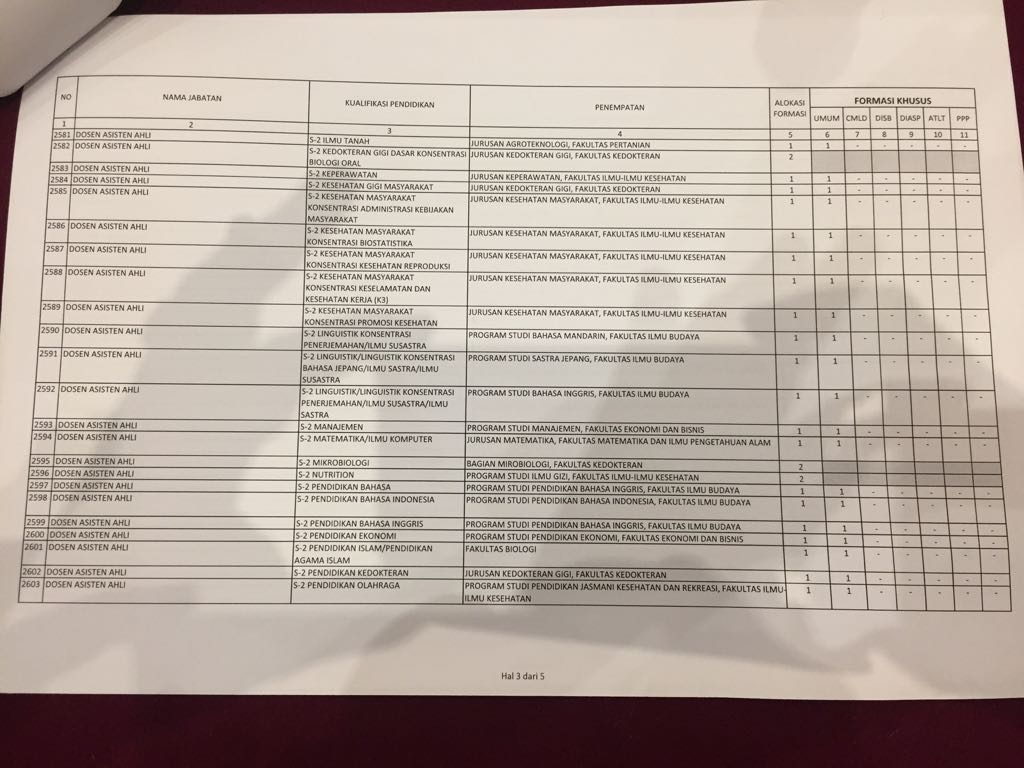 NO NAMA JABATAN KUALIFIKASI PENDIDIKAN PENEMPATAN ALOKASI FORMASI FORMASI KHUSUS
UMUM CMLD DISB DIASP ATLT PPP
1 2 3 4 5 6 7 8 9 10 11
2581 DOSEN ASISTEN AHLI S-2 ILMU TANAH JURUSAN AGROTEKNOLOGI, FAKULTAS PERTANIAN 1 1 - - - - -
2582 DOSEN ASISTEN AHLI S-2 KEDOKTERAN GIGI DASAR KONSENTRASI JURUSAN KEDOKTERAN GIGI, FAKULTAS KEDOKTERAN 2
BIOLOGI ORAL
2583 DOSEN ASISTEN AHLI S-2 KEPERAWATAN JURUSAN KEPERAWATAN, FAKULTAS ILMU-ILMU KESEHATAN 1 1 - - - - -
2584 DOSEN ASISTEN AHLI S-2 KESEHATAN GIGI MASYARAKAT JURUSAN KEDOKTERAN GIGI, FAKULTAS KEDOKTERAN 1 1 - - - - -
2585 DOSEN ASISTEN AHLI S-2 KESEHATAN MASYARAKAT JURUSAN KESEHATAN MASYARAKAT, FAKULTAS ILMU-ILMU KESEHATAN 1 1 - - - - -
KONSENTRASI ADMINISTRASI KEBIJAKAN
MASYARAKAT
2586 DOSEN ASISTEN AHLI S-2 KESEHATAN MASYARAKAT JURUSAN KESEHATAN MASYARAKAT, FAKULTAS ILMU-ILMU KESEHATAN 1 1 - - - - -
KONSENTRASI BIOSTATISTIKA
2587 DOSEN ASISTEN AHLI S-2 KESEHATAN MASYARAKAT JURUSAN KESEHATAN MASYARAKAT, FAKULTAS ILMU-ILMU KESEHATAN 1 1 - - - - -
KONSENTRASI KESEHATAN REPRODUKSI
2588 DOSEN ASISTEN AHLI S-2 KESEHATAN MASYARAKAT JURUSAN KESEHATAN MASYARAKAT, FAKULTAS ILMU-ILMU KESEHATAN 1 1 - - - - -
KONSENTRASI KESELAMATAN DAN
KESEHATAN KERJA (K3)
2589 DOSEN ASISTEN AHLI S-2 KESEHATAN MASYARAKAT JURUSAN KESEHATAN MASYARAKAT, FAKULTAS ILMU-ILMU KESEHATAN 1 1 - - - - -
KONSENTRASI PROMOSI KESEHATAN
2590 DOSEN ASISTEN AHLI S-2 LINGUISTIK KONSENTRASI PROGRAM STUDI BAHASA MANDARIN, FAKULTAS ILMU BUDAYA 1 1 - - - - -
PENERJEMAHAN/ILMU SUSASTRA
2591 DOSEN ASISTEN AHLI S-2 LINGUISTIK/LINGUISTIK KONSENTRASI PROGRAM STUDI SASTRA JEPANG, FAKULTAS ILMU BUDAYA 1 1 - - - - -
BAHASA JEPANG/ILMU SASTRA/ILMU
SUSASTRA
2592 DOSEN ASISTEN AHLI S-2 LINGUISTIK/LINGUISTIK KONSENTRASI PROGRAM STUDI BAHASA INGGRIS, FAKULTAS ILMU BUDAYA 1 1 - - - - -
PENERJEMAHAN/ILMU SUSASTRA/ILMU
SASTRA
2593 DOSEN ASISTEN AHLI S-2 MANAJEMEN PROGRAM STUDI MANAJEMEN, FAKULTAS EKONOMI DAN BISNIS 1 1 - - - - -
2594 DOSEN ASISTEN AHLI S-2 MATEMATIKA/ILMU KOMPUTER JURUSAN MATEMATIKA, FAKULTAS MATEMATIKA DAN ILMU PENGETAHUAN ALAM 1 1 - - - - -
2595 DOSEN ASISTEN AHLI S-2 MIKROBIOLOGI BAGIAN MIROBIOLOGI, FAKULTAS KEDOKTERAN 2
2596 DOSEN ASISTEN AHLI S-2 NUTRITION PROGRAM STUDI ILMU GIZI, FAKULTAS ILMU-ILMU KESEHATAN 2
2597 DOSEN ASISTEN AHLI S-2 PENDIDIKAN BAHASA PROGRAM STUDI PENDIDIKAN BAHASA INGGRIS, FAKULTAS ILMU BUDAYA 1 1 - - - - -
2598 DOSEN ASISTEN AHLI S-2 PENDIDIKAN BAHASA INDONESIA PROGRAM STUDI PENDIDIKAN BAHASA INDONESIA, FAKULTAS ILMU BUDAYA 1 1 - - - - -
2599 DOSEN ASISTEN AHLI S-2 PENDIDIKAN BAHASA INGGRIS PROGRAM STUDI PENDIDIKAN BAHASA INGGRIS, FAKULTAS ILMU BUDAYA 1 1 - - - - -
2600 DOSEN ASISTEN AHLI S-2 PENDIDIKAN EKONOMI PROGRAM STUDI PENDIDIKAN EKONOMI, FAKULTAS EKONOMI DAN BISNIS 1 1 - - - - -
2601 DOSEN ASISTEN AHLI S-2 PENDIDIKAN ISLAM/PENDIDIKAN FAKULTAS BIOLOGI 1 1 - - - - -
AGAMA ISLAM
2602 DOSEN ASISTEN AHLI S-2 PENDIDIKAN KEDOKTERAN JURUSAN KEDOKTERAN GIGI, FAKULTAS KEDOKTERAN 1 1 - - - - -
2603 DOSEN ASISTEN AHLI S-2 PENDIDIKAN OLAHRAGA PROGRAM STUDI PENDIDIKAN JASMANI KESEHATAN DAN REKREASI, FAKULTAS ILMU- 1 1 - - - - -
ILMU KESEHATAN
Hal 3 dari 5